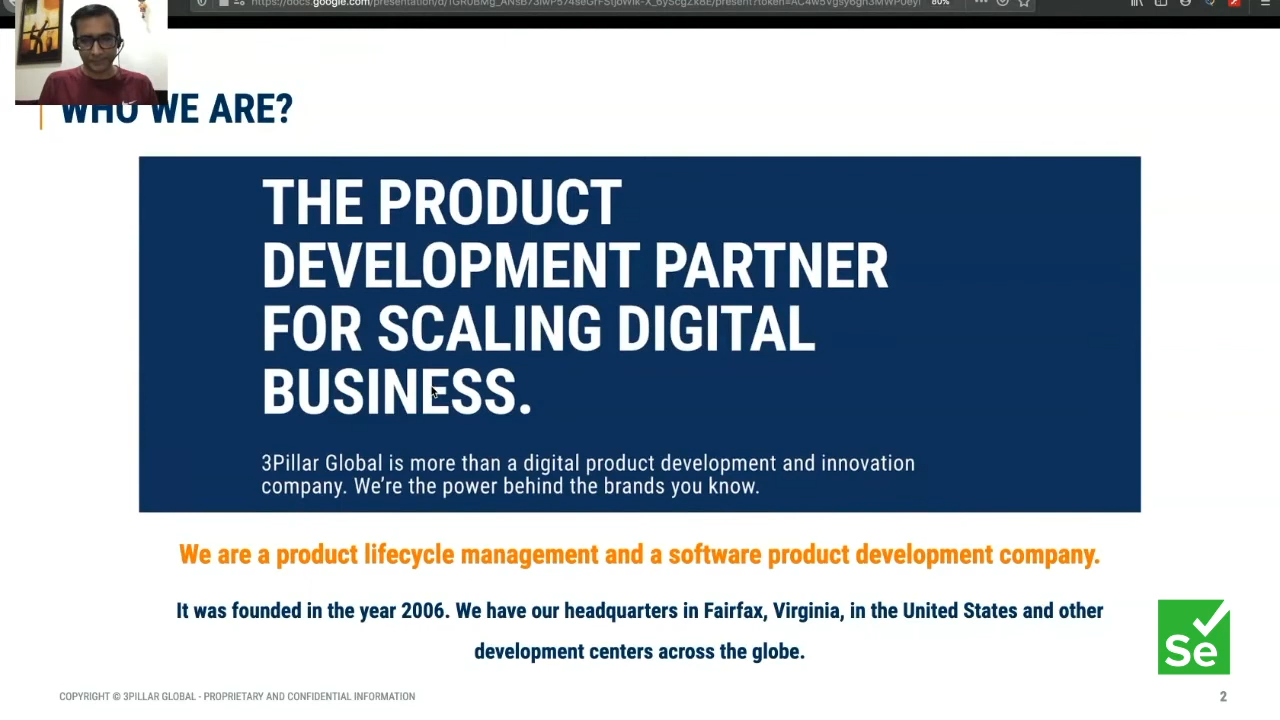 80%
WHO WE ARE?
THE PRODUCT
DEVELOPMENT PARTNER
FOR SCALING DIGITAL
BUSINESS.
3Pillar Global is more than a digital product development and innovation
company. We're the power behind the brands you know.
We are a product lifecycle management and a software product development company.
It was founded in the year 2006. We have our headquarters in Fairfax, Virginia, in the United States and other
development centers across the globe.
Se
COPYRIGHT © 3PILLAR GLOBAL - PROPRIETARY AND CONFIDENTIAL INFORMATION
2